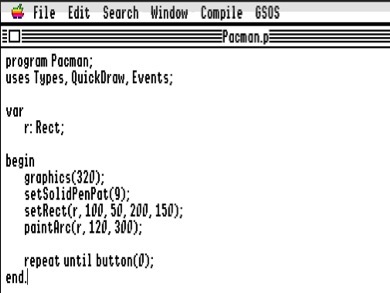 File Edit Search Window Compile GSOS
Pacman.p
program Pacman;
uses Types, QuickDraw, Events;
var
r: Rect;
begin
graphics(320);
setSolidPenPat(9);
setRect(r, 100, 50, 200, 150);
paintArc(r, 120, 300);
repeat until button(0);
end.